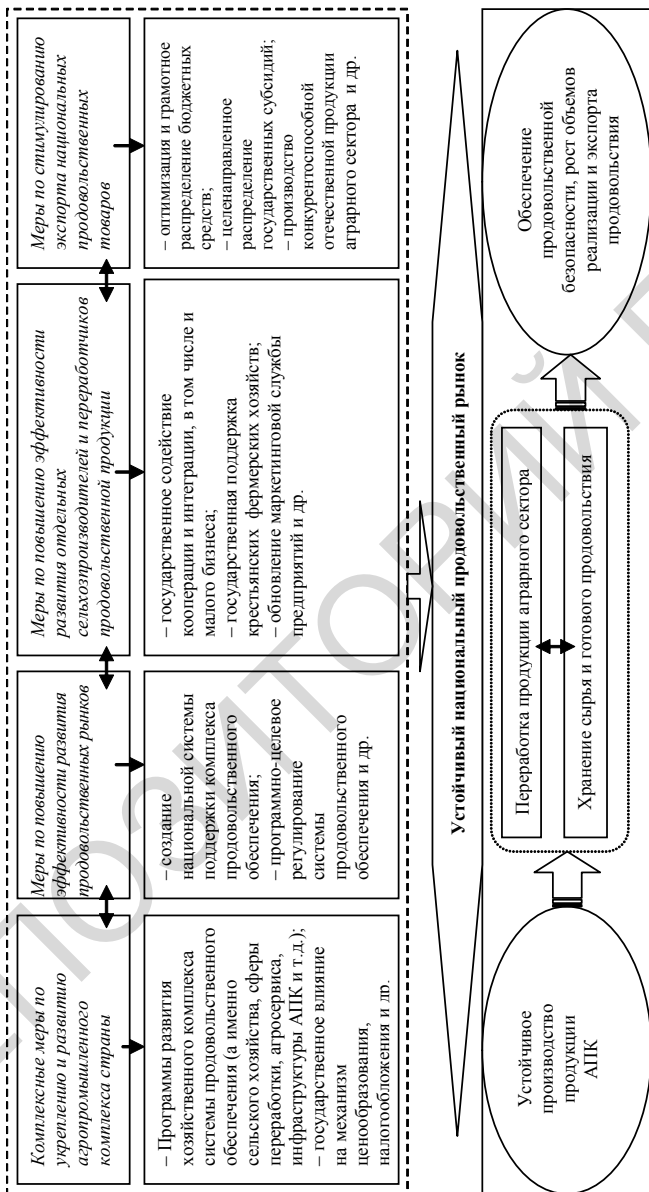 Комплексные меры по
укреплению и развитию
агропромышленного
комплекса страны
Меры по повышению
эффективности развития
продовольственных рынков
Меры по повышению эффективности
развития отдельных
сельхозпроизводителей и переработчиков
продовольственной продукции
Меры по стимулированию
экспорта национальных
продовольственных
товаров
– Программы развития
хозяйственного комплекса
системы продовольственного
обеспечения (а именно
сельского хозяйства, сферы
переработки, агросервиса,
инфраструктуры АПК и т.д.);
– государственное влияние
на механизм
ценообразования,
налогообложения и др.
– создание
национальной системы
поддержки комплекса
продовольственного
обеспечения;
– программно-целевое
регулирование
системы
продовольственного
обеспечения и др.
– государственное содействие
кооперации и интеграции, в том числе и
малого бизнеса;
– государственная поддержка
крестьянских фермерских хозяйств;
– обновление маркетинговой службы
предприятий и др.
– оптимизация и грамотное
распределение бюджетных
средств;
– целенаправленное
распределение
государственных субсидий;
– производство
конкурентоспособной
отечественной продукции
аграрного сектора и др.
Устойчивый национальный продовольственный рынок
Устойчивое
производство
продукции
АПК
Переработка продукции аграрного сектора
Хранение сырья и готового продовольствия
Обеспечение
продовольственной
безопасности, рост объемов
реализации и экспорта
продовольствия